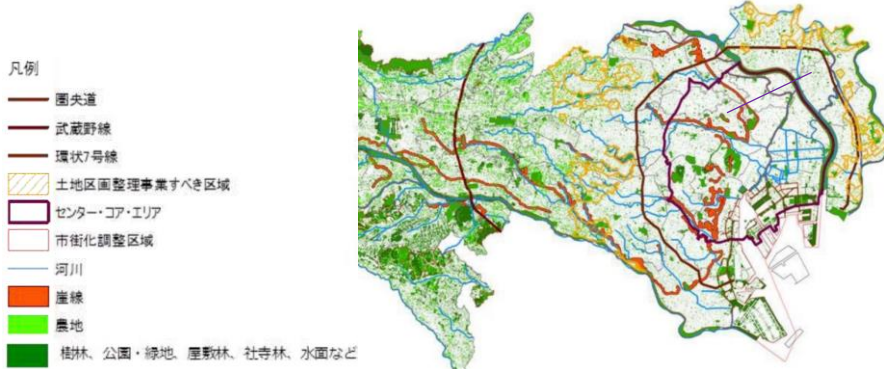 凡例
圏央道
武蔵野線
環状7号線
土地区画整理事業すべき区域
センター・コア・エリア
市街化調整区域
河川
崖線
農地
樹林、公園・緑地、屋敷林、社寺林、水面など